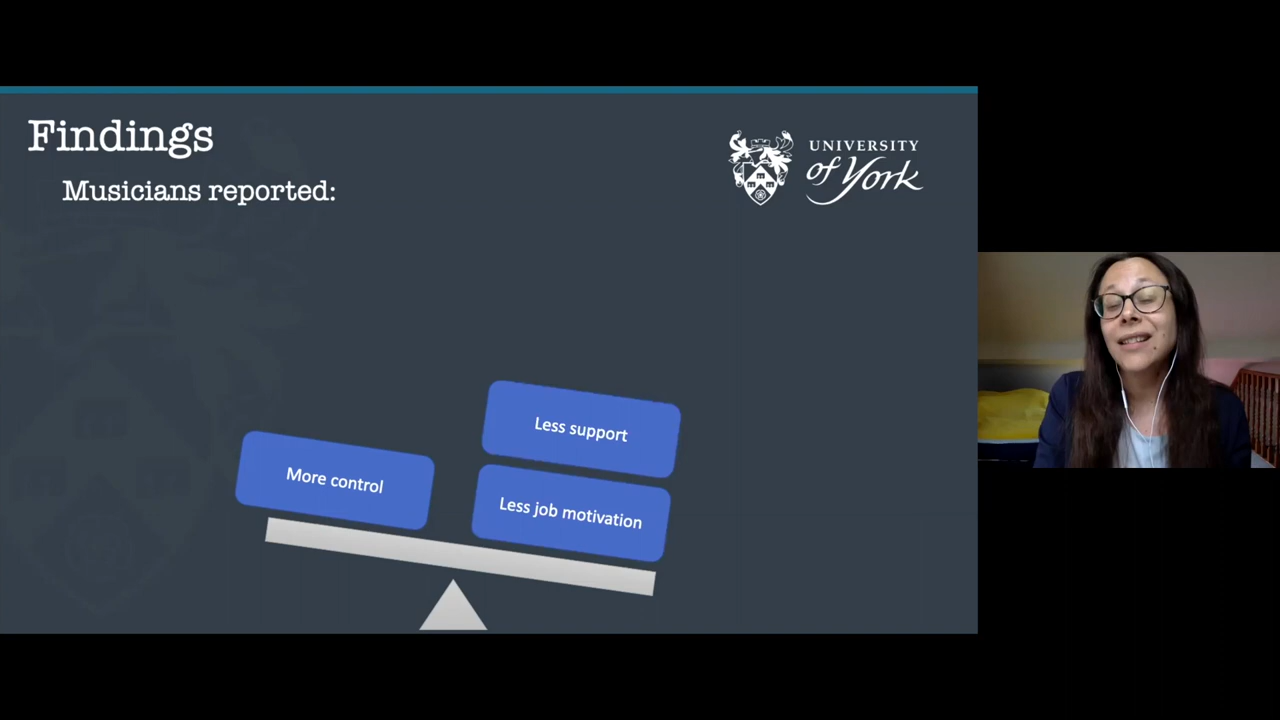 Findings
Musicians reported:
UNIVERSITY
of York
Less support
More control
Less job motivation